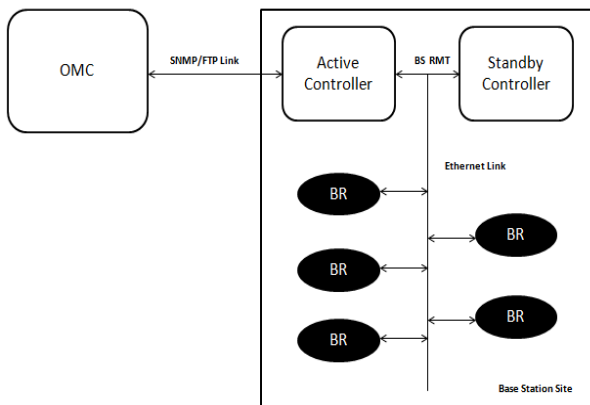 OMC
SNMP/FTP Link
Active
Controller
BS RMT
Standby
Controller
Ethernet Link
BR
BR
BR
BR
BR
Base Station Site